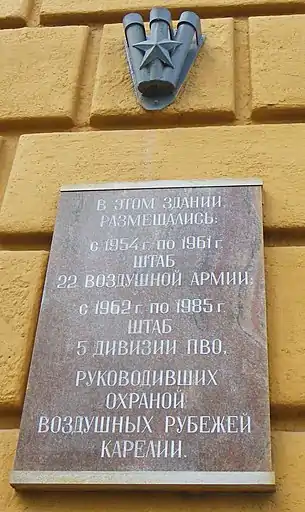 В ЭТОМ ЗДАНИИ
РАЗМЕЩАЛИСЬ:
с 1954 г. по 1961 г.
ШТАБ
22 ВОЗДУШНОЙ АРМИИ;
с 1962 г. по 1985 г.
ШТАБ
5 ДИВИЗИИ ПВО,
РУКОВОДИВШИХ
ОХРАНОЙ
ВОЗДУШНЫХ РУБЕЖЕЙ
КАРЕЛИИ.